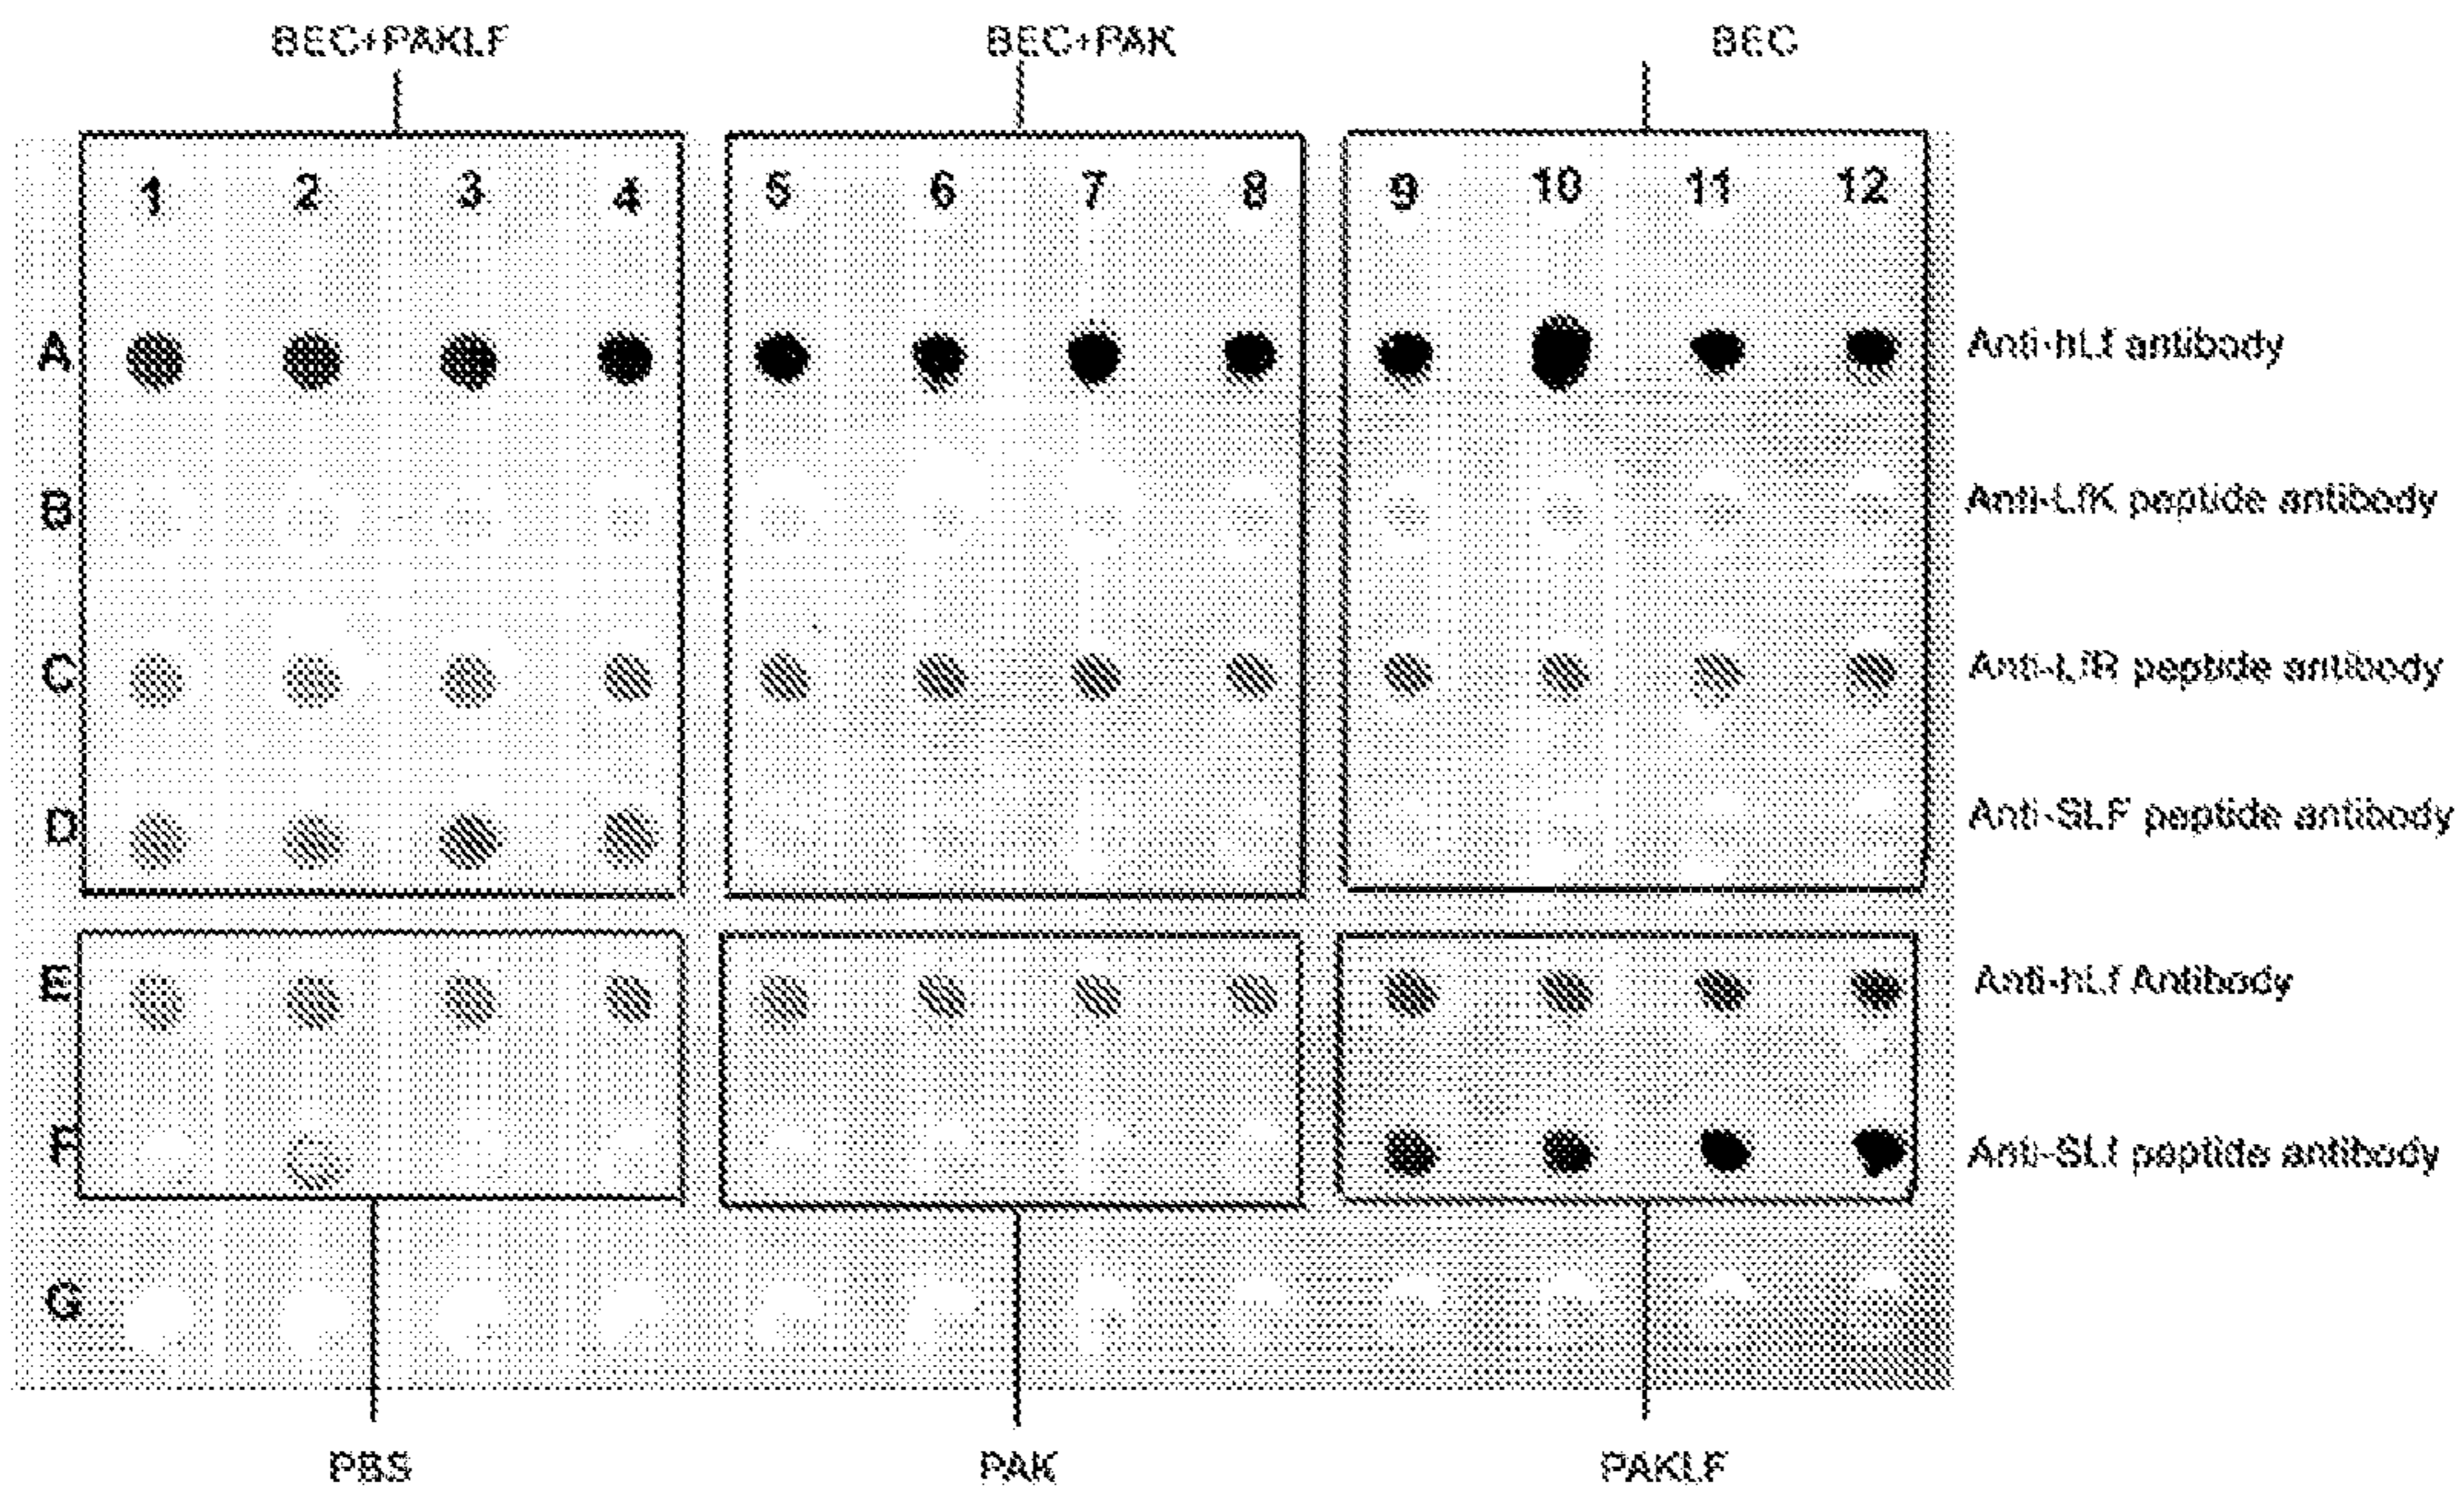 BEC+PAKLF BEC+PAK BEC
1 2 3 4 5 6 7 8 9 10 11 12
A Anti-hLf antibody
B Anti-LfK peptide antibody
C Anti-LfR peptide antibody
D Anti-SLF peptide antibody
E Anti-hLf Antibody
F Anti-SLf peptide antibody
G
PBS PAK PAKLF